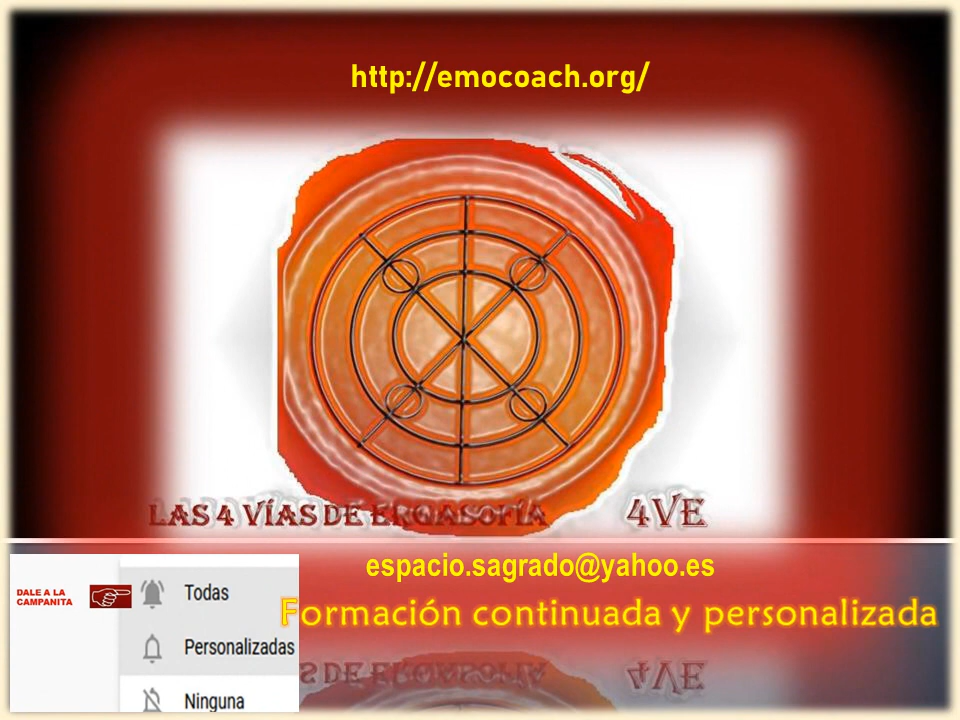 http://emocoach.org/
LAS 4 VÍAS DE ERGASOFÍA
4VE
espacio.sagrado@yahoo.es
Formación continuada y personalizada
DALE A LA
CAMPANITA
Todas
Personalizadas
Ninguna